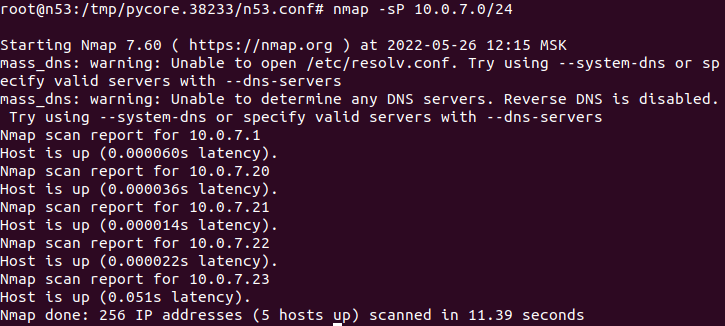 root@n53:/tmp/pycore.38233/n53.conf# nmap -sP 10.0.7.0/24
Starting Nmap 7.60 ( https://nmap.org ) at 2022-05-26 12:15 MSK
mass_dns: warning: Unable to open /etc/resolv.conf. Try using --system-dns or sp
ecify valid servers with --dns-servers
mass_dns: warning: Unable to determine any DNS servers. Reverse DNS is disabled.
 Try using --system-dns or specify valid servers with --dns-servers
Nmap scan report for 10.0.7.1
Host is up (0.000060s latency).
Nmap scan report for 10.0.7.20
Host is up (0.000036s latency).
Nmap scan report for 10.0.7.21
Host is up (0.000014s latency).
Nmap scan report for 10.0.7.22
Host is up (0.000022s latency).
Nmap scan report for 10.0.7.23
Host is up (0.051s latency).
Nmap done: 256 IP addresses (5 hosts up) scanned in 11.39 seconds